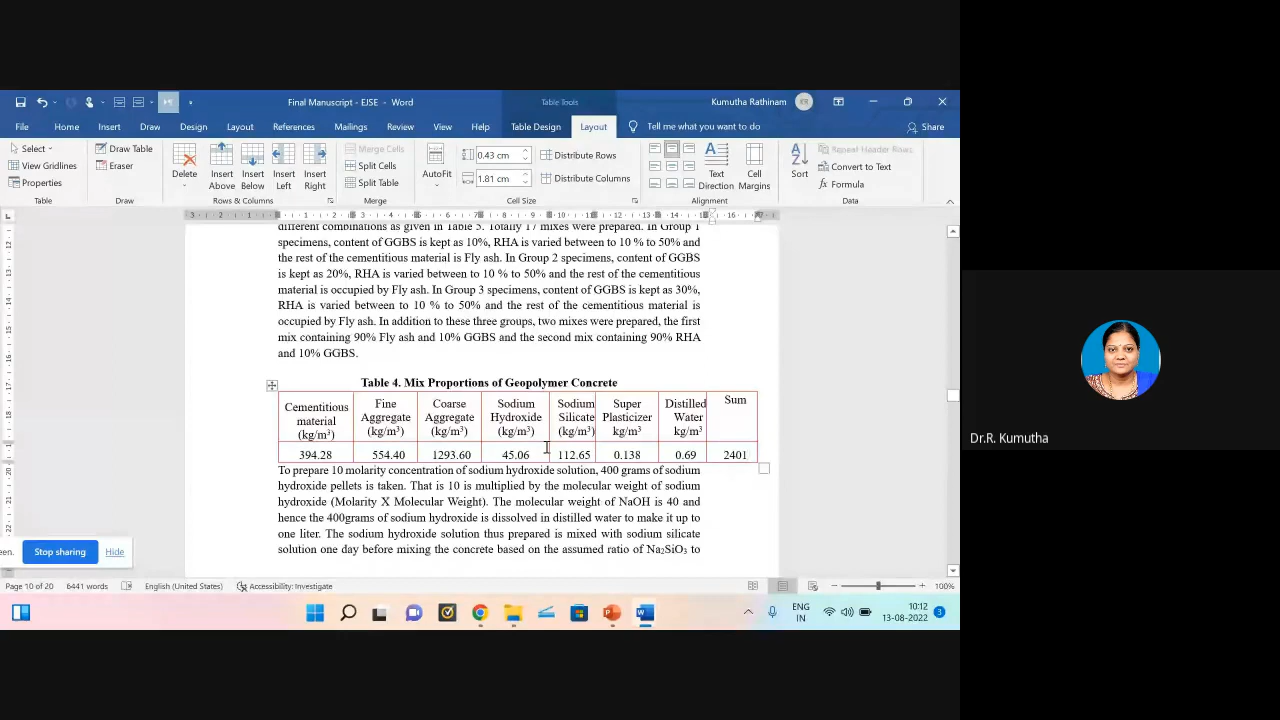 Final Manuscript - EJSE - Word
Table Tools
Kumutha Rathinam
KR
File Home Insert Draw Design Layout References Mailings Review View Help Table Design Layout Tell me what you want to do Share
Select
View Gridlines
Properties
Table
Draw Table
Eraser
Draw
Delete
Insert Above
Insert Below
Insert Left
Insert Right
Rows & Columns
Merge Cells
Split Cells
Split Table
Merge
AutoFit
0.43 cm
1.81 cm
Distribute Rows
Distribute Columns
Cell Size
Text Direction
Cell Margins
Alignment
Sort
Repeat Header Rows
Convert to Text
Formula
Data
different combinations as given in Table 5. Totally 17 mixes were prepared. In Group 1
specimens, content of GGBS is kept as 10%, RHA is varied between to 10 % to 50% and
the rest of the cementitious material is Fly ash. In Group 2 specimens, content of GGBS
is kept as 20%, RHA is varied between to 10 % to 50% and the rest of the cementitious
material is occupied by Fly ash. In Group 3 specimens, content of GGBS is kept as 30%,
RHA is varied between to 10 % to 50% and the rest of the cementitious material is
occupied by Fly ash. In addition to these three groups, two mixes were prepared, the first
mix containing 90% Fly ash and 10% GGBS and the second mix containing 90% RHA
and 10% GGBS.
Table 4. Mix Proportions of Geopolymer Concrete
Cementitious material (kg/m³)
Fine Aggregate (kg/m³)
Coarse Aggregate (kg/m³)
Sodium Hydroxide (kg/m³)
Sodium Silicate (kg/m³)
Super Plasticizer kg/m³
Distilled Water kg/m³
Sum
394.28 554.40 1293.60 45.06 112.65 0.138 0.69 2401
To prepare 10 molarity concentration of sodium hydroxide solution, 400 grams of sodium
hydroxide pellets is taken. That is 10 is multiplied by the molecular weight of sodium
hydroxide (Molarity X Molecular Weight). The molecular weight of NaOH is 40 and
hence the 400grams of sodium hydroxide is dissolved in distilled water to make it up to
one liter. The sodium hydroxide solution thus prepared is mixed with sodium silicate
solution one day before mixing the concrete based on the assumed ratio of Na₂SiO₃ to
een. Stop sharing Hide
Page 10 of 20 6441 words English (United States) Accessibility: Investigate 100%
ENG
IN
10:12
13-08-2022
3
Dr.R. Kumutha